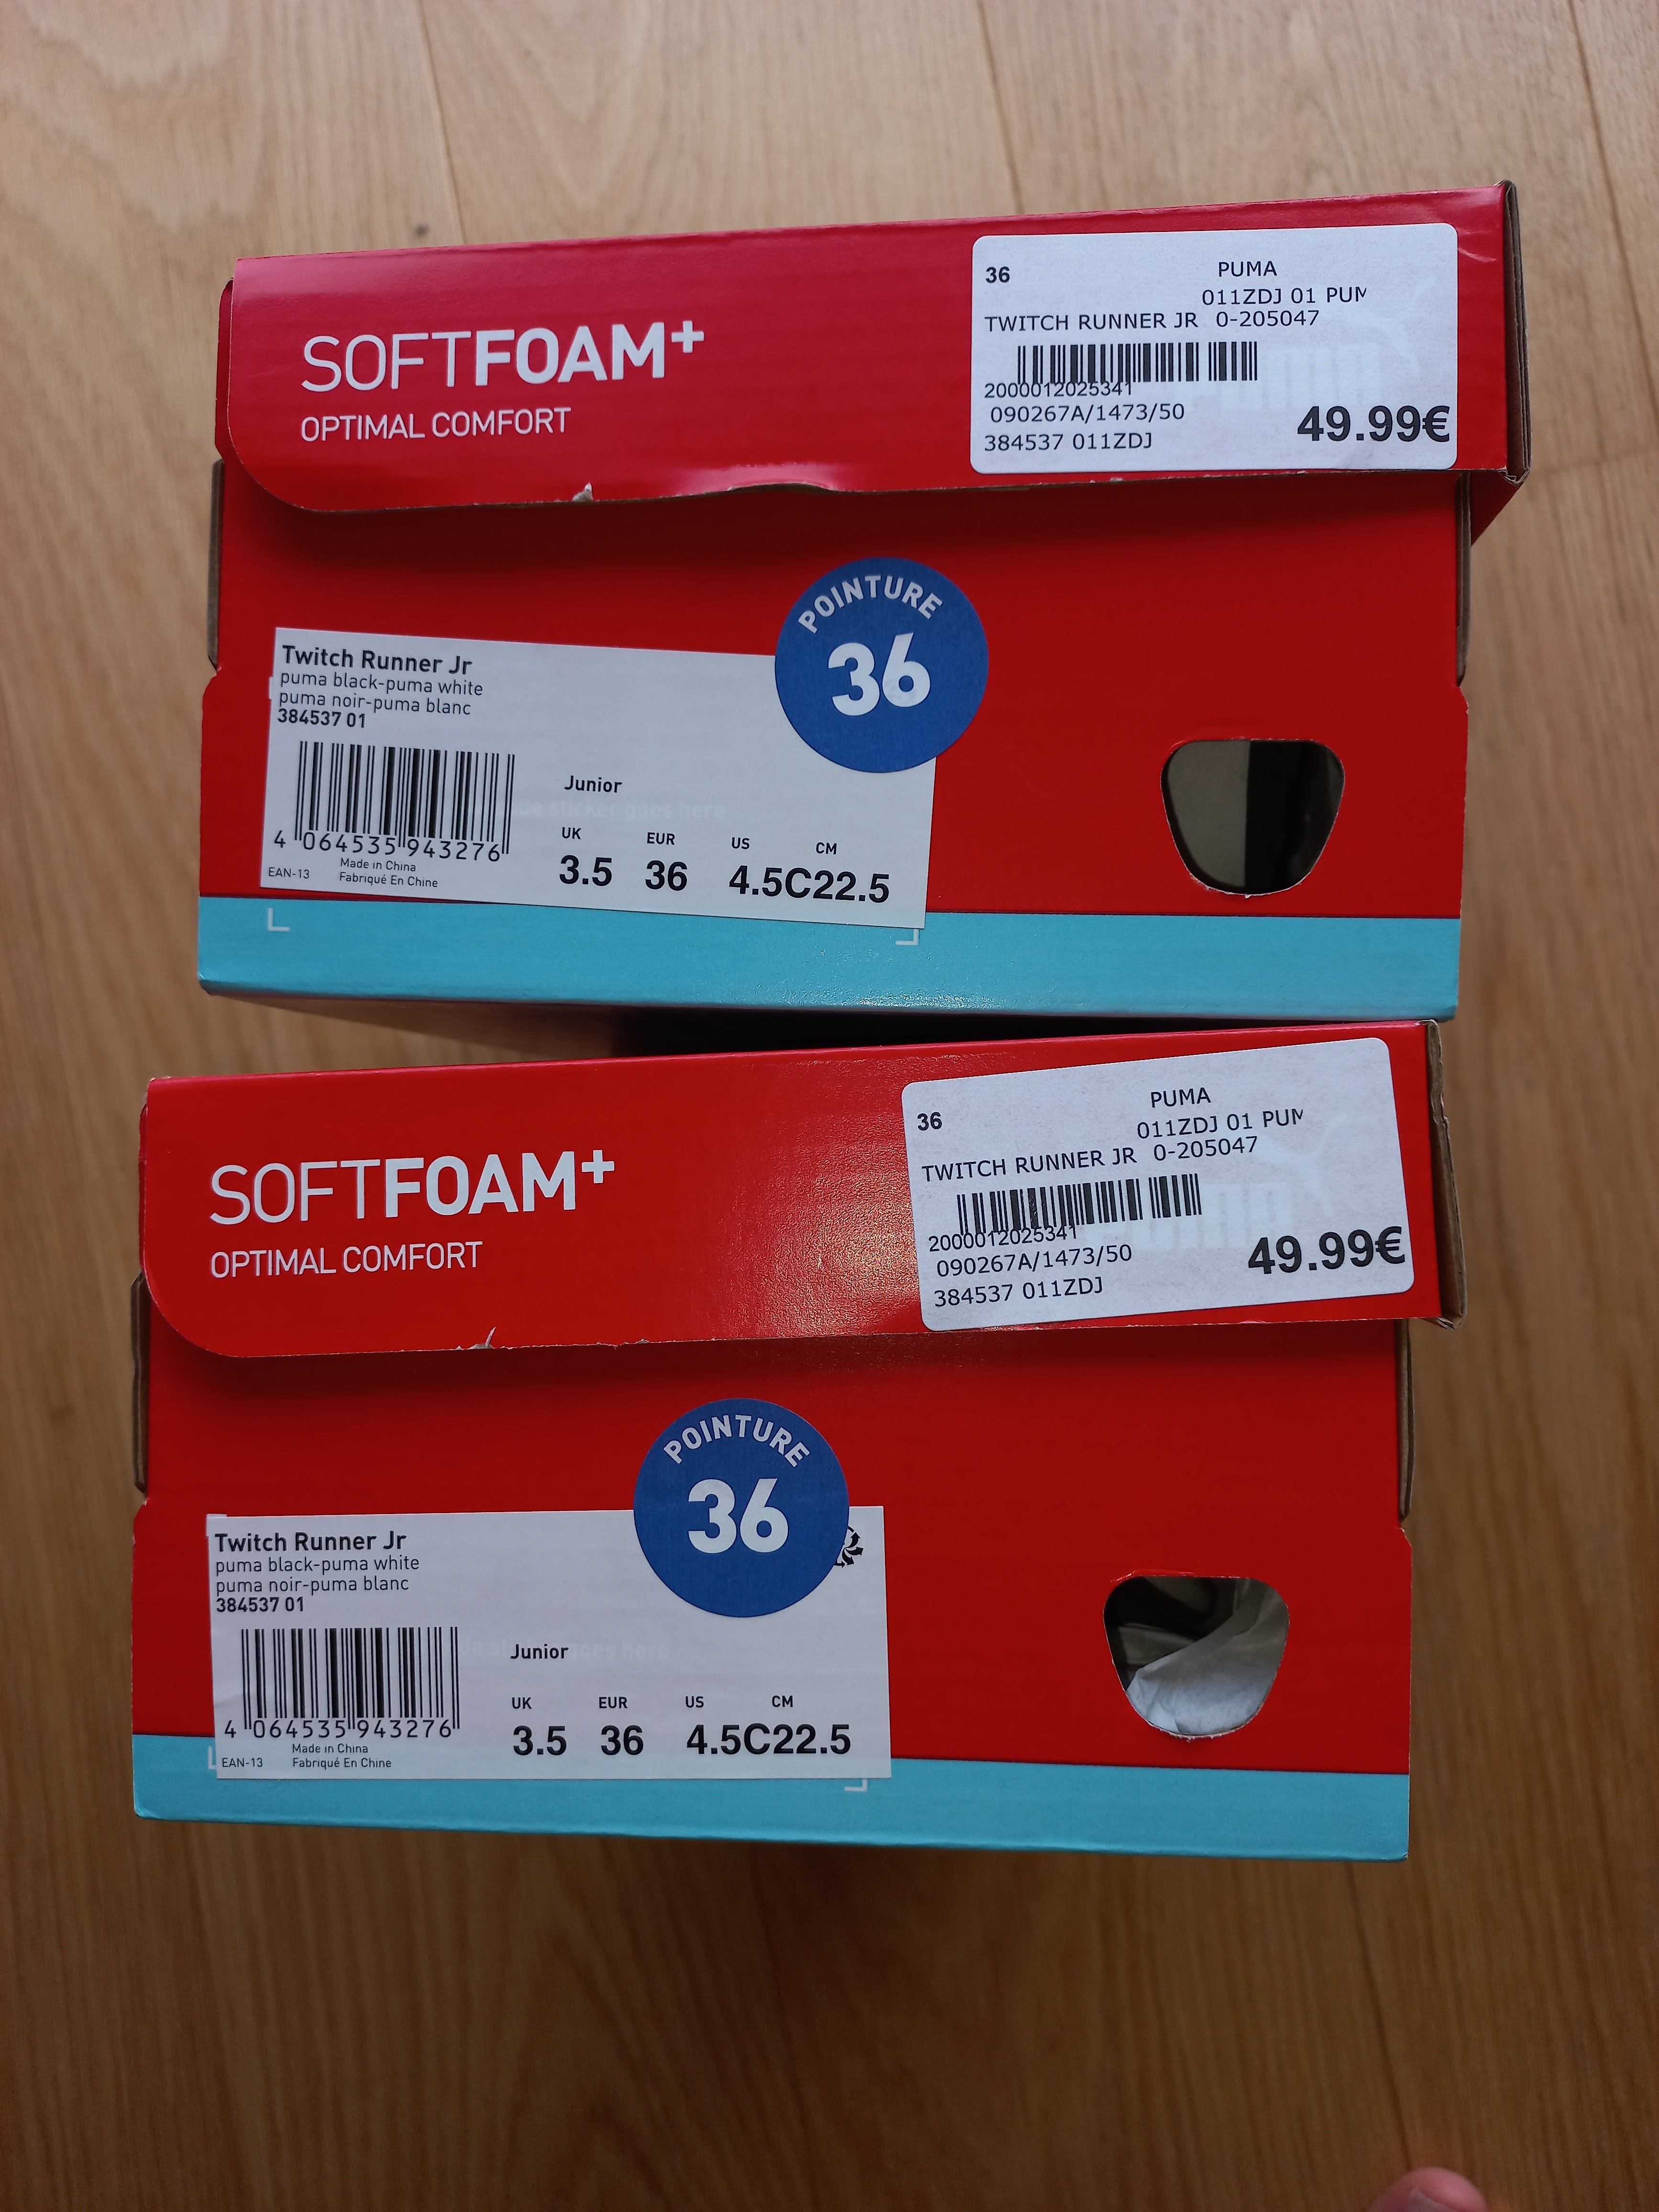 SOFTFOAM+
OPTIMAL COMFORT
36 PUMA
011ZDJ 01 PUM
TWITCH RUNNER JR 0-205047
2000012025341
090267A/1473/50
384537 011ZDJ
49.99€
POINTURE
36
Twitch Runner Jr
puma black-puma white
puma noir-puma blanc
384537 01
4 064535 943276
EAN-13
Made in China
Fabriqué En Chine
Junior
UK EUR US CM
3.5 36 4.5C 22.5
SOFTFOAM+
OPTIMAL COMFORT
36 PUMA
011ZDJ 01 PUM
TWITCH RUNNER JR 0-205047
2000012025341
090267A/1473/50
384537 011ZDJ
49.99€
POINTURE
36
Twitch Runner Jr
puma black-puma white
puma noir-puma blanc
384537 01
4 064535 943276
EAN-13
Made in China
Fabriqué En Chine
Junior
UK EUR US CM
3.5 36 4.5C 22.5